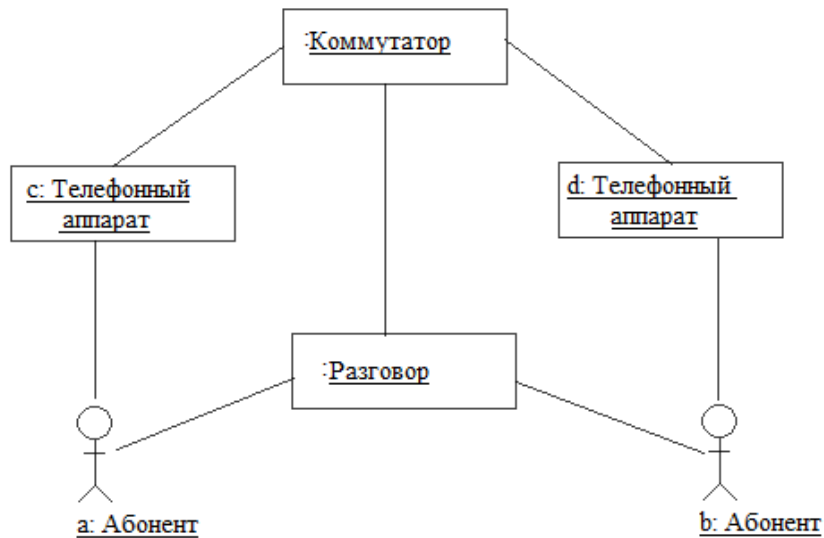 :Коммутатор
c: Телефонный
аппарат
d: Телефонный
аппарат
:Разговор
a: Абонент
b: Абонент